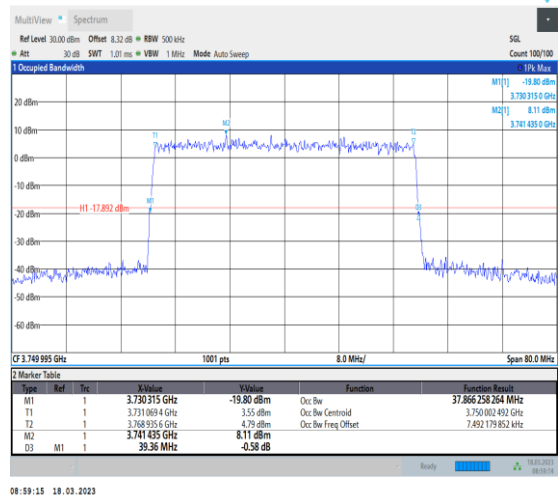 MultiView Spectrum
Ref Level 30.00 dBm Offset 8.32 dB RBW 500 kHz SGL
Att 30 dB SWT 1.01 ms VBW 1 MHz Mode Auto Sweep Count 100/100
1 Occupied Bandwidth 1Pk Max
M1[1] -19.80 dBm
3.730 315 0 GHz
M2[1] 8.11 dBm
3.741 435 0 GHz
20 dBm
10 dBm
M2
T1
0 dBm
-10 dBm
M1
D3
H1 -17.892 dBm
-20 dBm
-30 dBm
-40 dBm
-50 dBm
-60 dBm
CF 3.749 995 GHz 1001 pts 8.0 MHz/ Span 80.0 MHz
2 Marker Table
Type Ref Trc X-Value Y-Value Function Function Result
M1 1 3.730 315 GHz -19.80 dBm Occ Bw 37.866 258 264 MHz
T1 1 3.731 069 4 GHz 3.55 dBm Occ Bw Centroid 3.750 002 492 GHz
T2 1 3.768 935 6 GHz 4.79 dBm Occ Bw Freq Offset 7.492 179 852 kHz
M2 1 3.741 435 GHz 8.11 dBm
D3 M1 1 39.36 MHz -0.58 dB
Ready 18.03.2023
08:59:14
08:59:15 18.03.2023